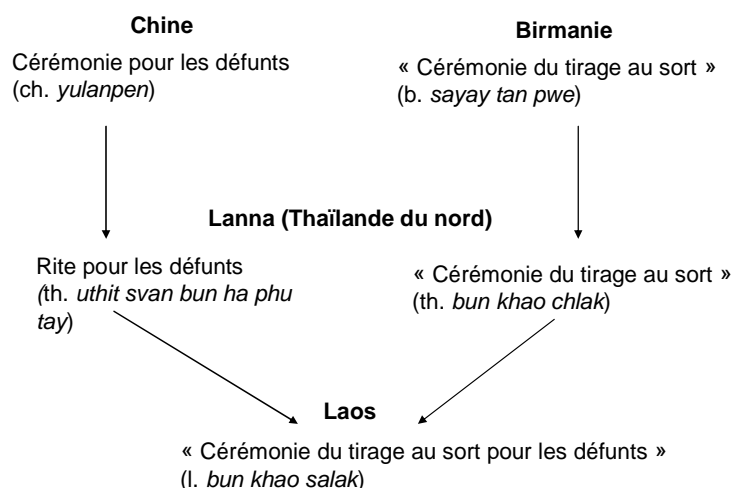 Chine
Cérémonie pour les défunts
(ch. yulanpen)
Birmanie
« Cérémonie du tirage au sort »
(b. sayay tan pwe)
Lanna (Thaïlande du nord)
Rite pour les défunts
(th. uthit svan bun ha phu
tay)
« Cérémonie du tirage au sort »
(th. bun khao chlak)
Laos
« Cérémonie du tirage au sort pour les défunts »
(l. bun khao salak)